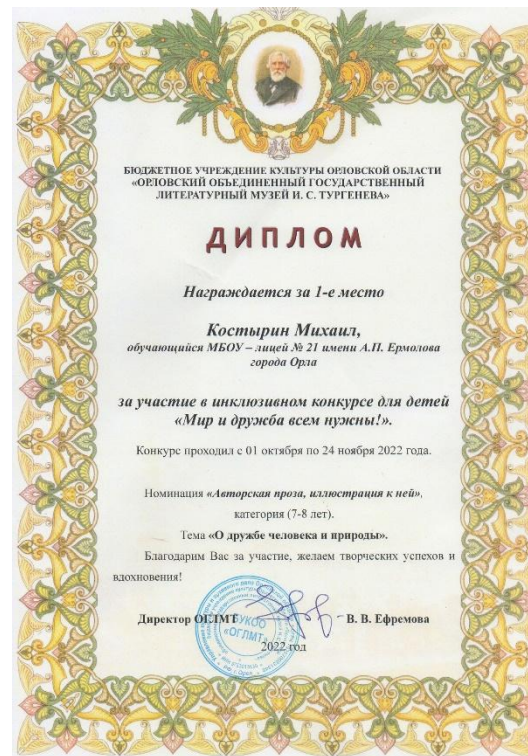 БЮДЖЕТНОЕ УЧРЕЖДЕНИЕ КУЛЬТУРЫ ОРЛОВСКОЙ ОБЛАСТИ
«ОРЛОВСКИЙ ОБЪЕДИНЕННЫЙ ГОСУДАРСТВЕННЫЙ
ЛИТЕРАТУРНЫЙ МУЗЕЙ И. С. ТУРГЕНЕВА»
ДИПЛОМ
Награждается за 1-е место
Костырин Михаил,
обучающийся МБОУ – лицей № 21 имени А.П. Ермолова
города Орла
за участие в инклюзивном конкурсе для детей
«Мир и дружба всем нужны!».
Конкурс проходил с 01 октября по 24 ноября 2022 года.
Номинация «Авторская проза, иллюстрация к ней»,
категория (7-8 лет).
Тема «О дружбе человека и природы».
Благодарим Вас за участие, желаем творческих успехов и
вдохновения!
Директор ОГЛМТ - В. В. Ефремова
БУКОО
«ОГЛМТ»
2022 год